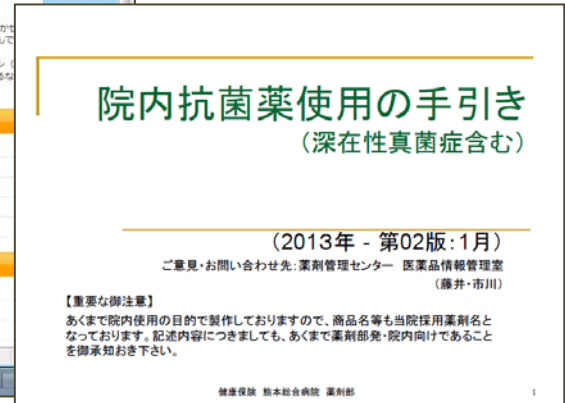 院内抗菌薬使用の手引き
（深在性真菌症含む）
（2013年 - 第02版：1月）
ご意見・お問い合わせ先：薬剤管理センター 医薬品情報管理室
（藤井・市川）
【重要な御注意】
あくまで院内使用の目的で製作しておりますので、商品名等も当院採用薬剤名と
なっております。記述内容につきましても、あくまで薬剤部発・院内向けであること
を御承知おき下さい。
健康保険 熊本総合病院 薬剤部
1